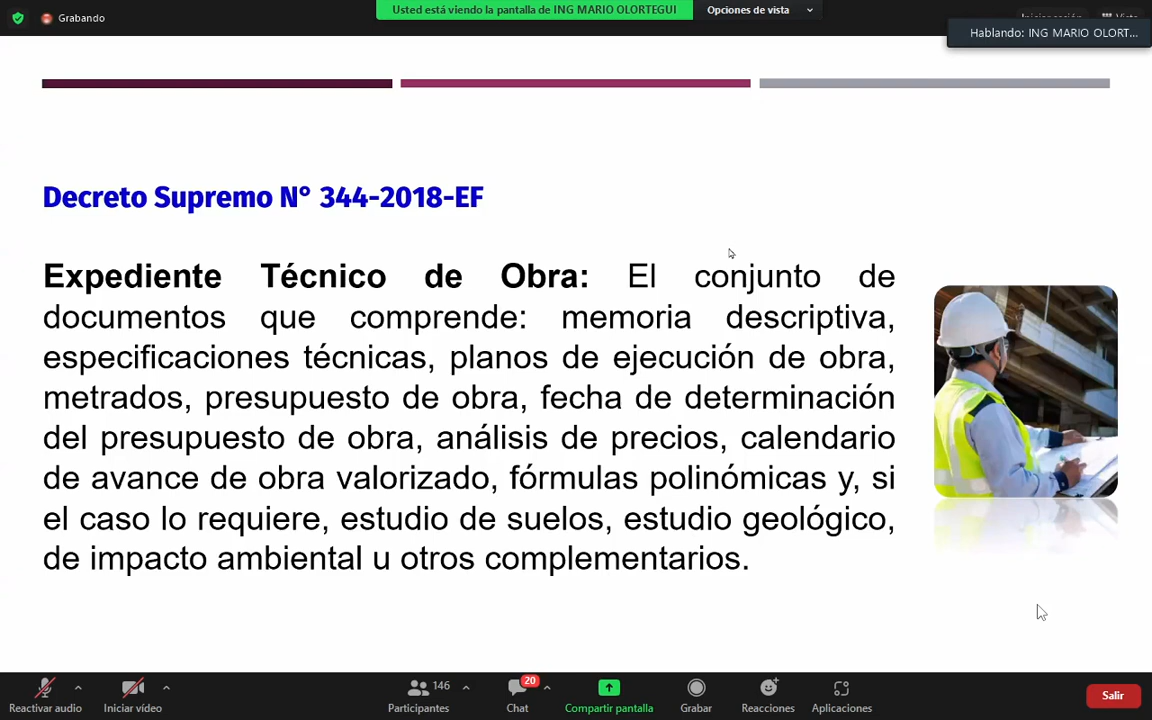 Grabando
Usted está viendo la pantalla de ING MARIO OLORTEGUI
Opciones de vista
Iniciar sesión
Vista
Hablando: ING MARIO OLORT...
Decreto Supremo N° 344-2018-EF
Expediente Técnico de Obra: El conjunto de
documentos que comprende: memoria descriptiva,
especificaciones técnicas, planos de ejecución de obra,
metrados, presupuesto de obra, fecha de determinación
del presupuesto de obra, análisis de precios, calendario
de avance de obra valorizado, fórmulas polinómicas y, si
el caso lo requiere, estudio de suelos, estudio geológico,
de impacto ambiental u otros complementarios.
Reactivar audio
Iniciar vídeo
146
Participantes
20
Chat
Compartir pantalla
Grabar
Reacciones
Aplicaciones
Salir